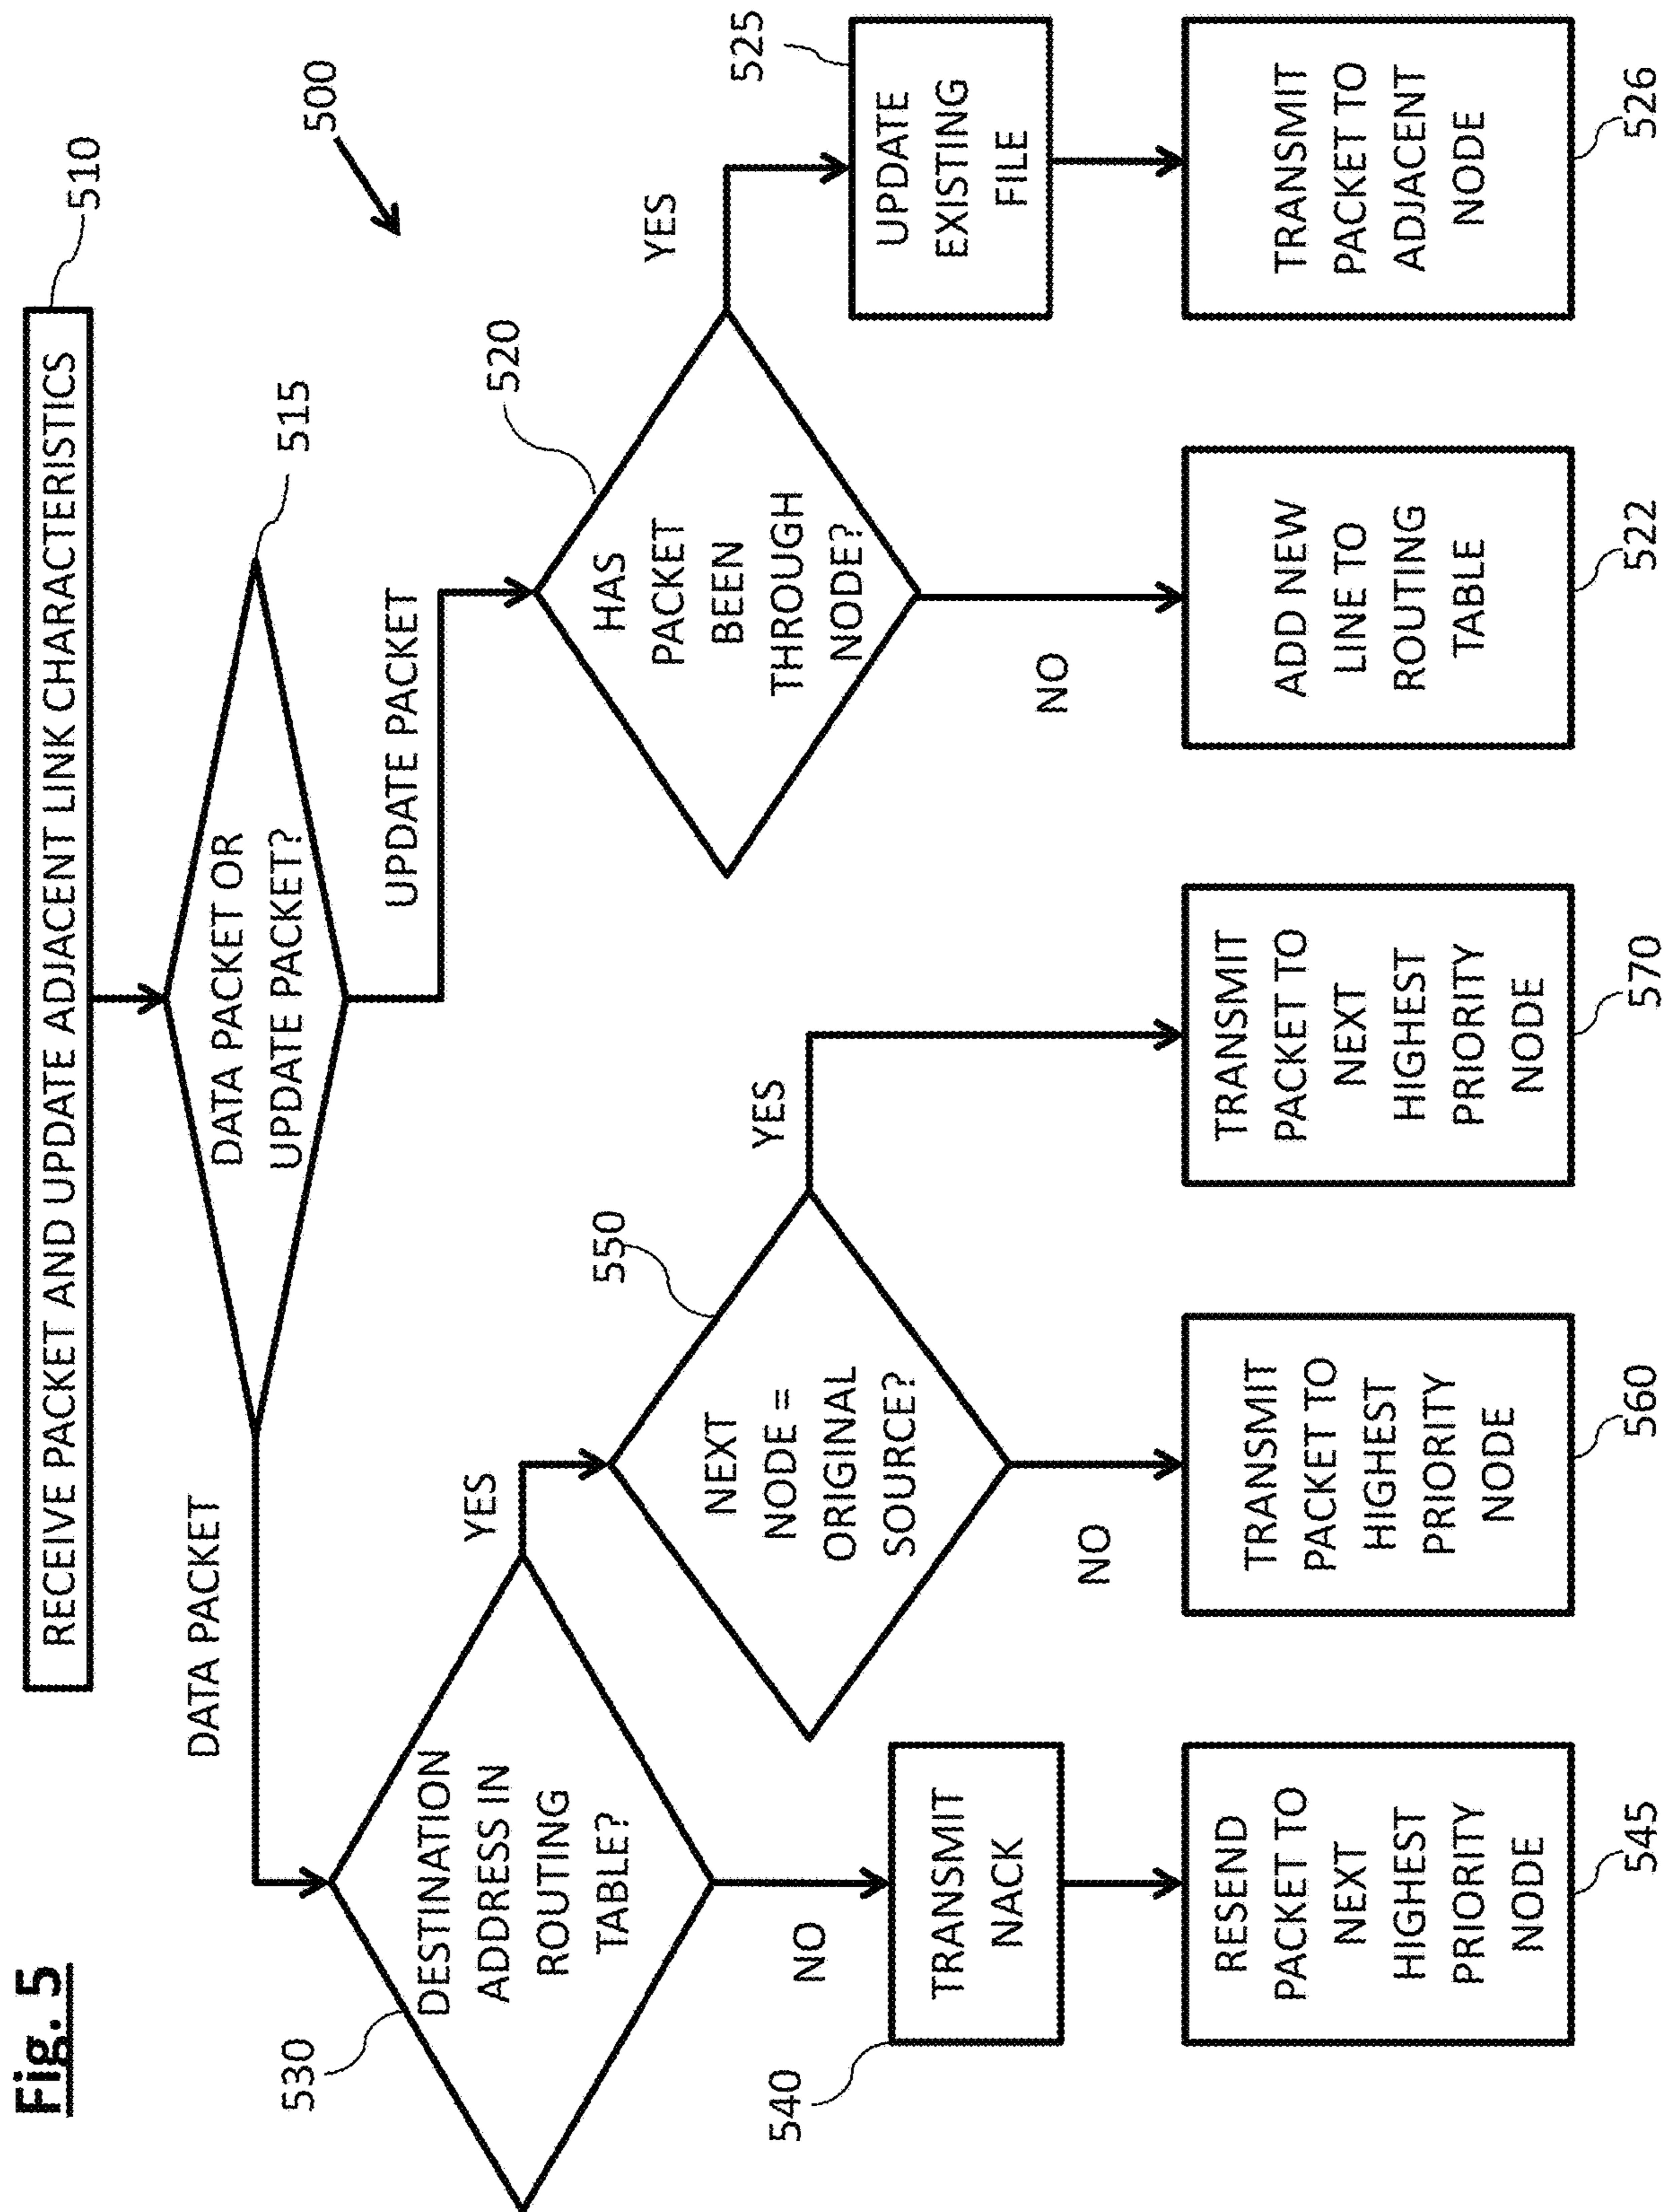 Fig. 5
RECEIVE PACKET AND UPDATE ADJACENT LINK CHARACTERISTICS
510
500
DATA PACKET OR
UPDATE PACKET?
515
DATA PACKET
UPDATE PACKET
530
DESTINATION
ADDRESS IN
ROUTING
TABLE?
YES
NO
550
NEXT
NODE =
ORIGINAL
SOURCE?
YES
NO
520
HAS
PACKET
BEEN
THROUGH
NODE?
YES
NO
525
UPDATE
EXISTING
FILE
540
TRANSMIT
NACK
RESEND
PACKET TO
NEXT
HIGHEST
PRIORITY
NODE
545
TRANSMIT
PACKET TO
HIGHEST
PRIORITY
NODE
560
TRANSMIT
PACKET TO
NEXT
HIGHEST
PRIORITY
NODE
570
ADD NEW
LINE TO
ROUTING
TABLE
522
TRANSMIT
PACKET TO
ADJACENT
NODE
526